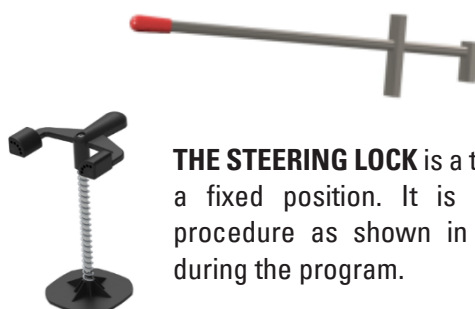 THE STEERING LOCK is a
a fixed position. It is
procedure as shown in
during the program.